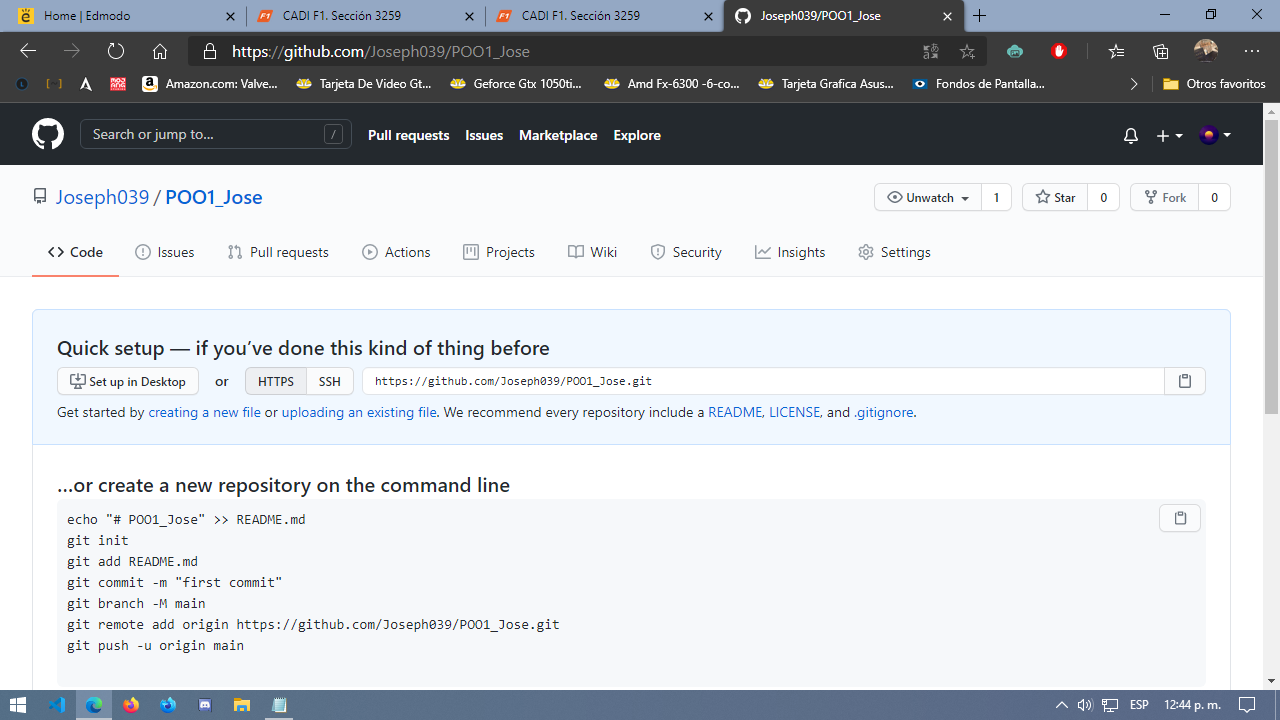 Home | Edmodo
CADI F1. Sección 3259
CADI F1. Sección 3259
Joseph039/POO1_Jose
https://github.com/Joseph039/POO1_Jose
Amazon.com: Valve...
Tarjeta De Video Gt...
Geforce Gtx 1050ti...
Amd Fx-6300 -6-co...
Tarjeta Grafica Asus...
Fondos de Pantalla...
Otros favoritos
Search or jump to...
/
Pull requests
Issues
Marketplace
Explore
Joseph039 / POO1_Jose
Unwatch 1
Star 0
Fork 0
Code
Issues
Pull requests
Actions
Projects
Wiki
Security
Insights
Settings
Quick setup — if you've done this kind of thing before
Set up in Desktop or HTTPS SSH https://github.com/Joseph039/POO1_Jose.git
Get started by creating a new file or uploading an existing file. We recommend every repository include a README, LICENSE, and .gitignore.
...or create a new repository on the command line
echo "# POO1_Jose" >> README.md
git init
git add README.md
git commit -m "first commit"
git branch -M main
git remote add origin https://github.com/Joseph039/POO1_Jose.git
git push -u origin main
ESP
12:44 p. m.